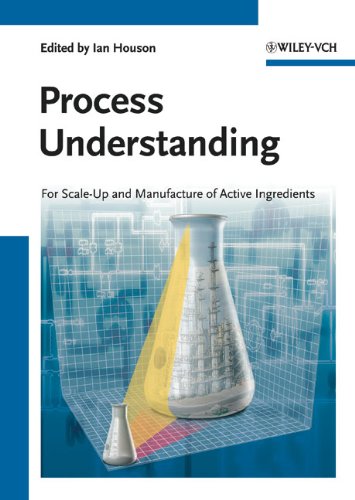 Edited by Ian Houson
WILEY-VCH
Process
Understanding
For Scale-Up and Manufacture of Active Ingredients